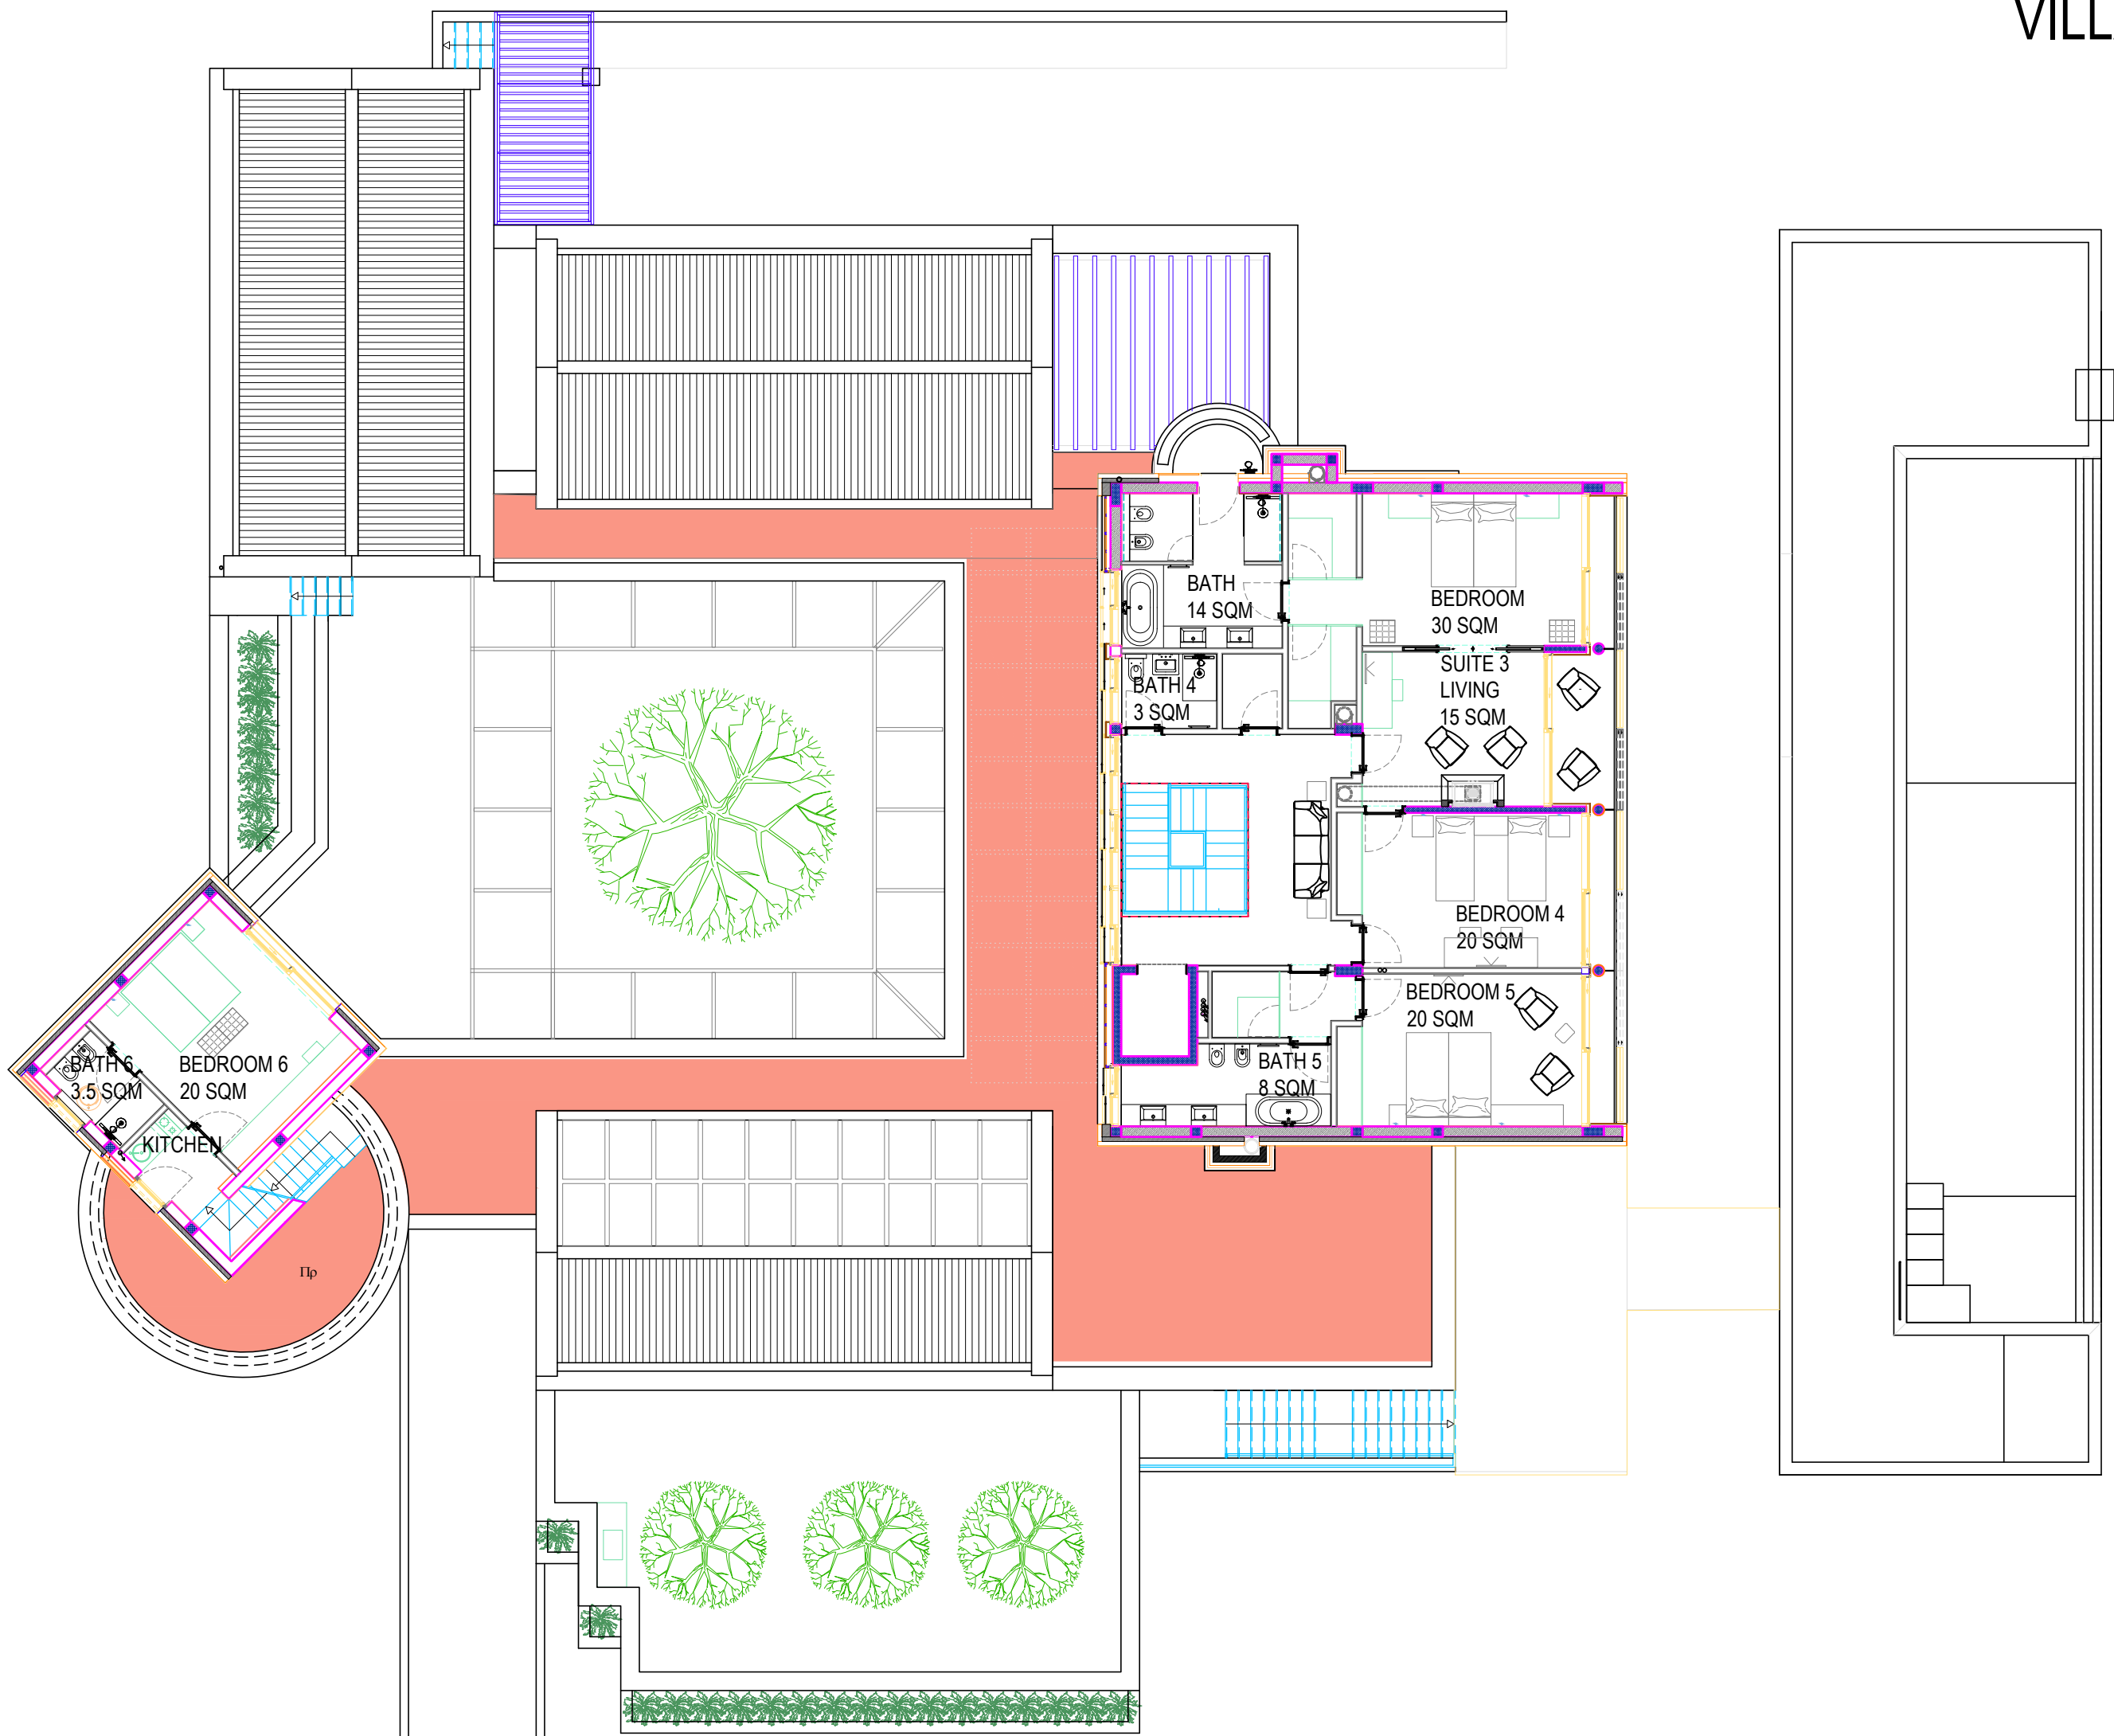 VILL
BATH
14 SQM
BEDROOM
30 SQM
SUITE 3
LIVING
15 SQM
BATH 4
3 SQM
BEDROOM 4
20 SQM
BEDROOM 5
20 SQM
BATH 5
8 SQM
BATH 6
3.5 SQM
BEDROOM 6
20 SQM
KITCHEN
Πρ